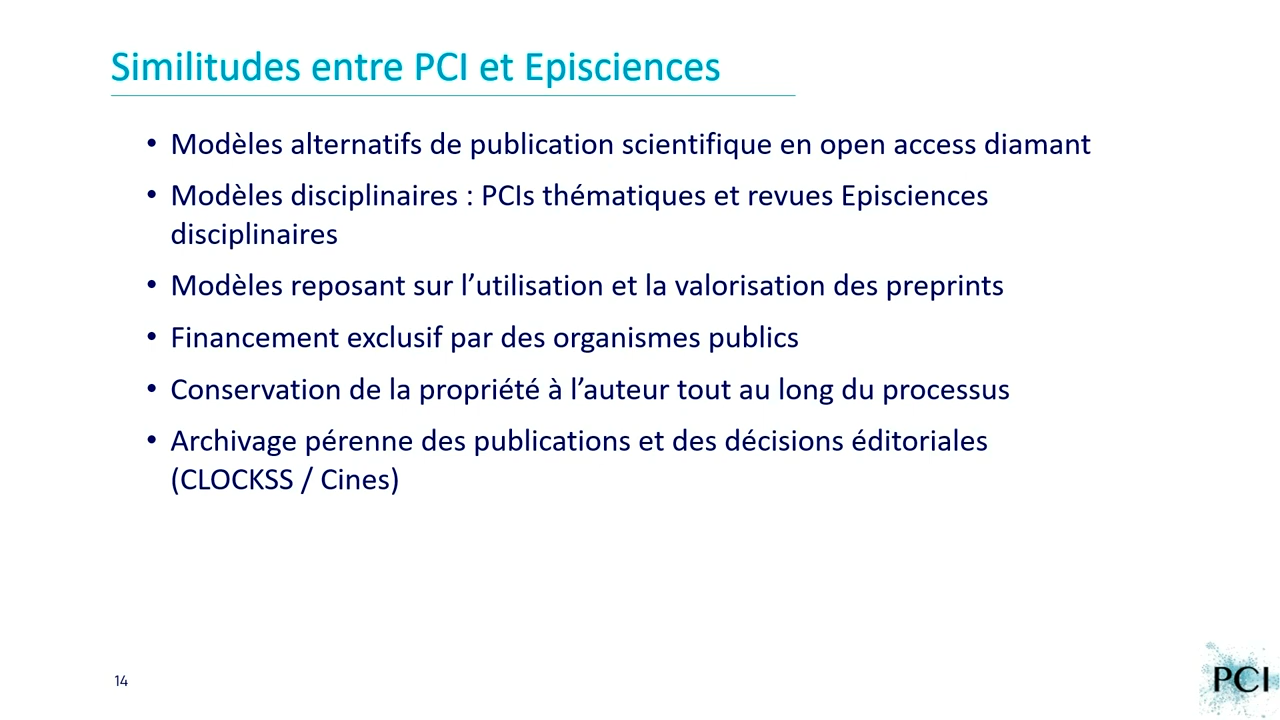 Similitudes entre PCI et Episciences
• Modèles alternatifs de publication scientifique en open access diamant
• Modèles disciplinaires : PCIs thématiques et revues Episciences
disciplinaires
• Modèles reposant sur l’utilisation et la valorisation des preprints
• Financement exclusif par des organismes publics
• Conservation de la propriété à l’auteur tout au long du processus
• Archivage pérenne des publications et des décisions éditoriales
(CLOCKSS / Cines)
14
PCI